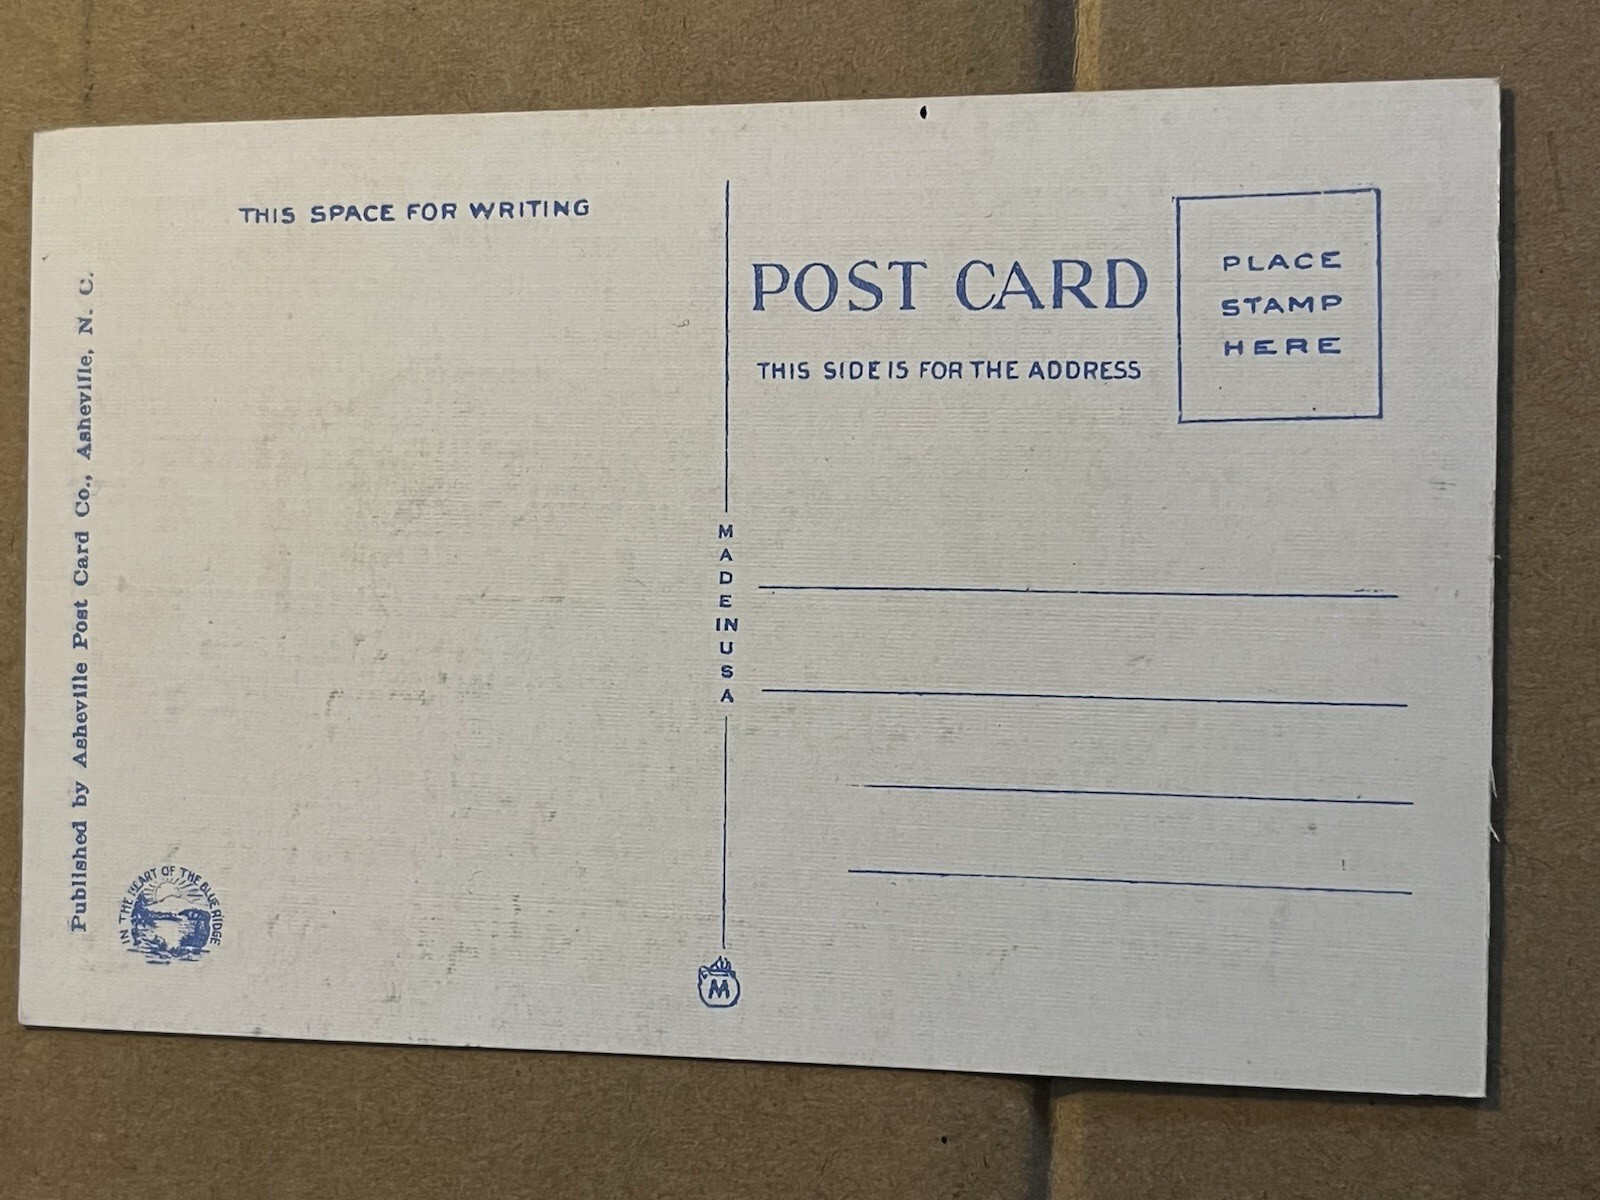 THIS SPACE FOR WRITING
Published by Asheville Post Card Co., Asheville, N. C.
IN THE HEART OF THE BLUE RIDGE
MADE IN USA
M
POST CARD
THIS SIDE IS FOR THE ADDRESS
PLACE
STAMP
HERE